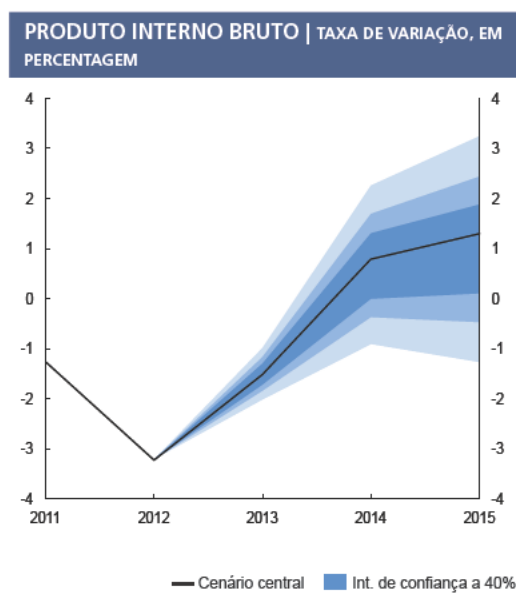 PRODUTO INTERNO BRUTO | TAXA DE VARIAÇÃO, EM
PERCENTAGEM
4 4
3 3
2 2
1 1
0 0
-1 -1
-2 -2
-3 -3
-4 -4
2011 2012 2013 2014 2015
Cenário central Int. de confiança a 40%